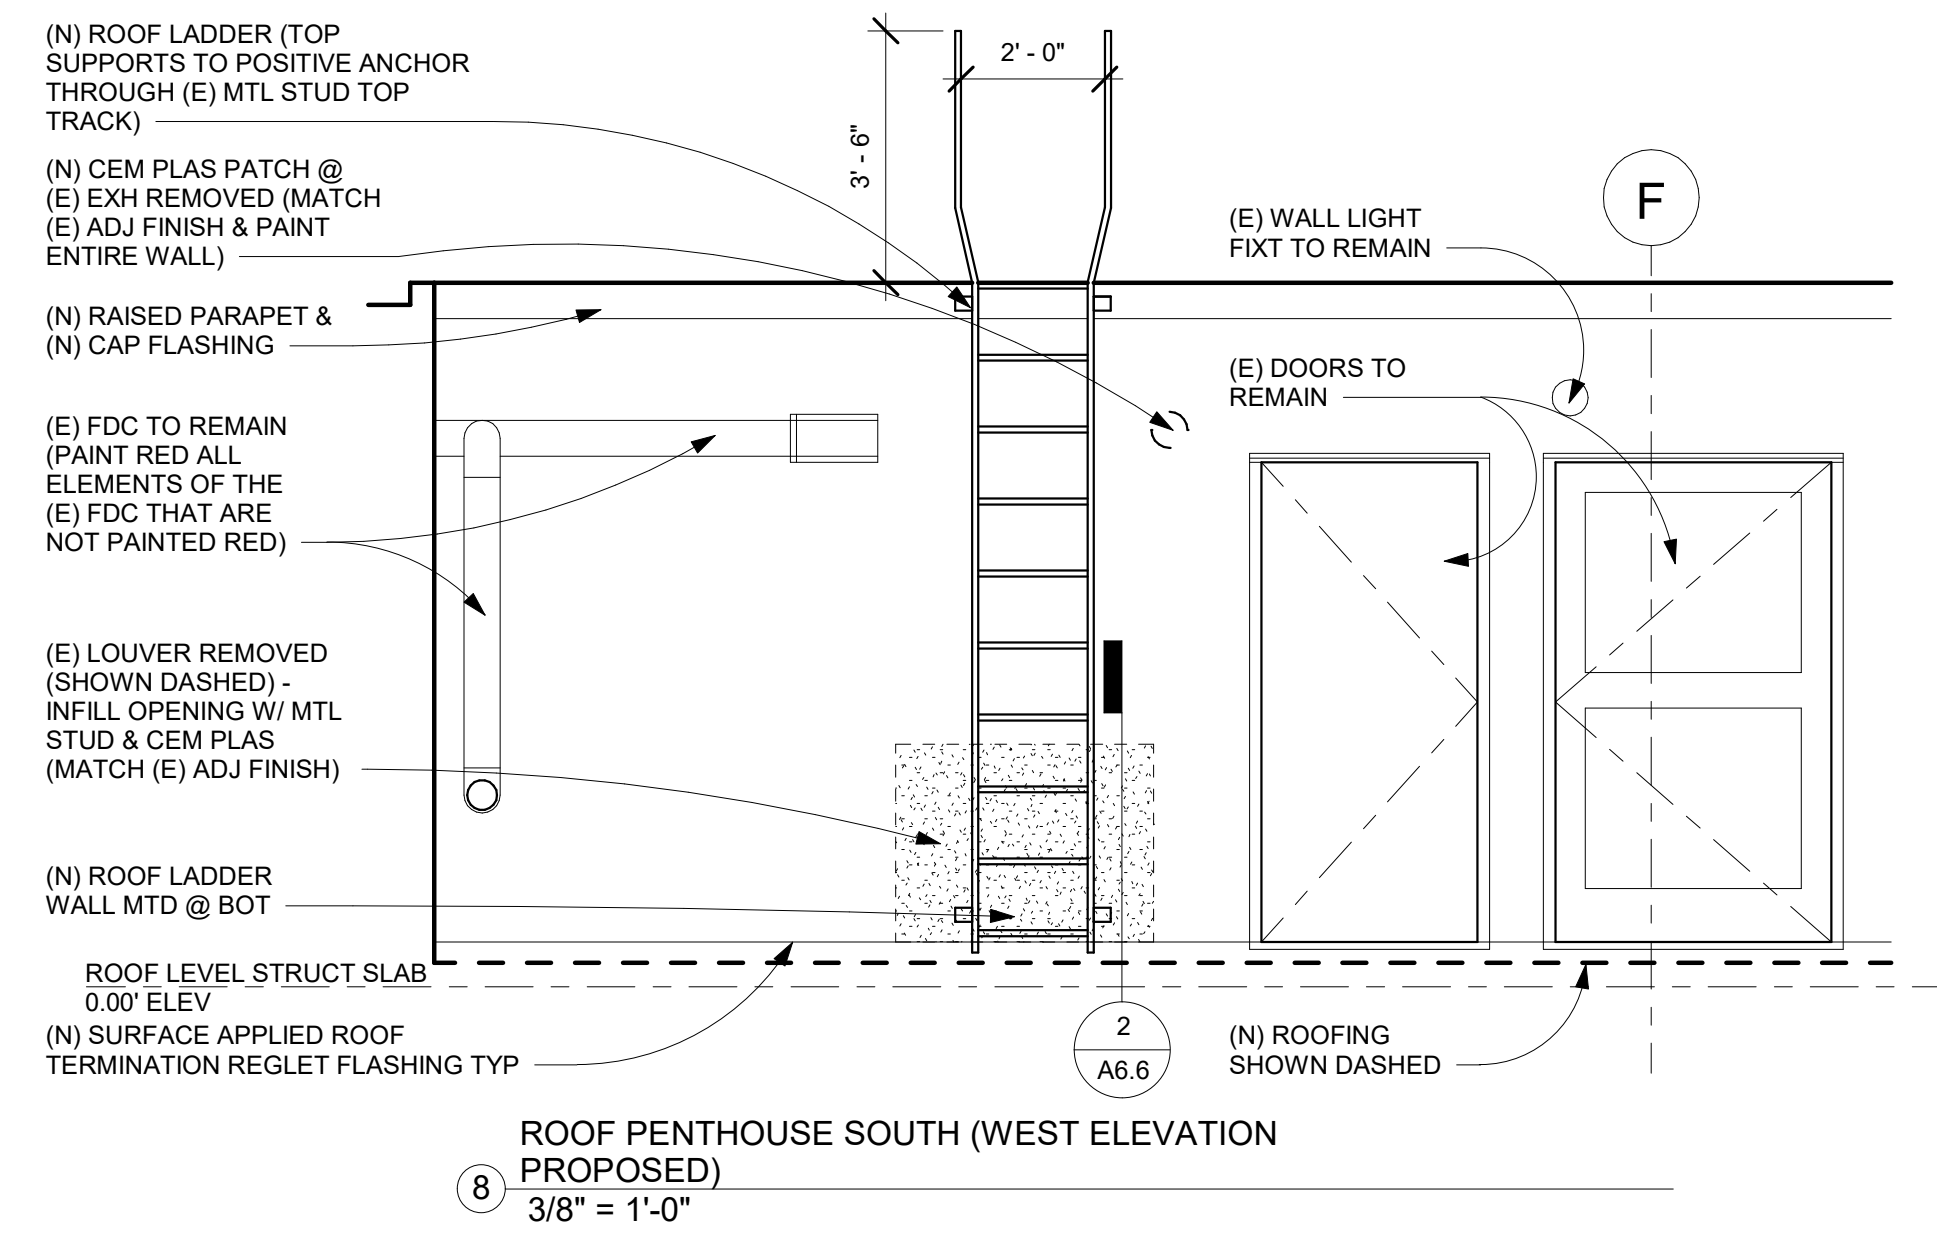 (N) ROOF LADDER (TOP
SUPPORTS TO POSITIVE ANCHOR
THROUGH (E) MTL STUD TOP
TRACK)
2' - 0"
3' - 6"
(N) CEM PLAS PATCH @
(E) EXH REMOVED (MATCH
(E) ADJ FINISH & PAINT
ENTIRE WALL)
(E) WALL LIGHT
FIXT TO REMAIN
F
(N) RAISED PARAPET &
(N) CAP FLASHING
(E) DOORS TO
REMAIN
(E) FDC TO REMAIN
(PAINT RED ALL
ELEMENTS OF THE
(E) FDC THAT ARE
NOT PAINTED RED)
(E) LOUVER REMOVED
(SHOWN DASHED) -
INFILL OPENING W/ MTL
STUD & CEM PLAS
(MATCH (E) ADJ FINISH)
(N) ROOF LADDER
WALL MTD @ BOT
ROOF LEVEL STRUCT SLAB
0.00' ELEV
(N) SURFACE APPLIED ROOF
TERMINATION REGLET FLASHING TYP
2
A6.6
(N) ROOFING
SHOWN DASHED
8
ROOF PENTHOUSE SOUTH (WEST ELEVATION
PROPOSED)
3/8" = 1'-0"